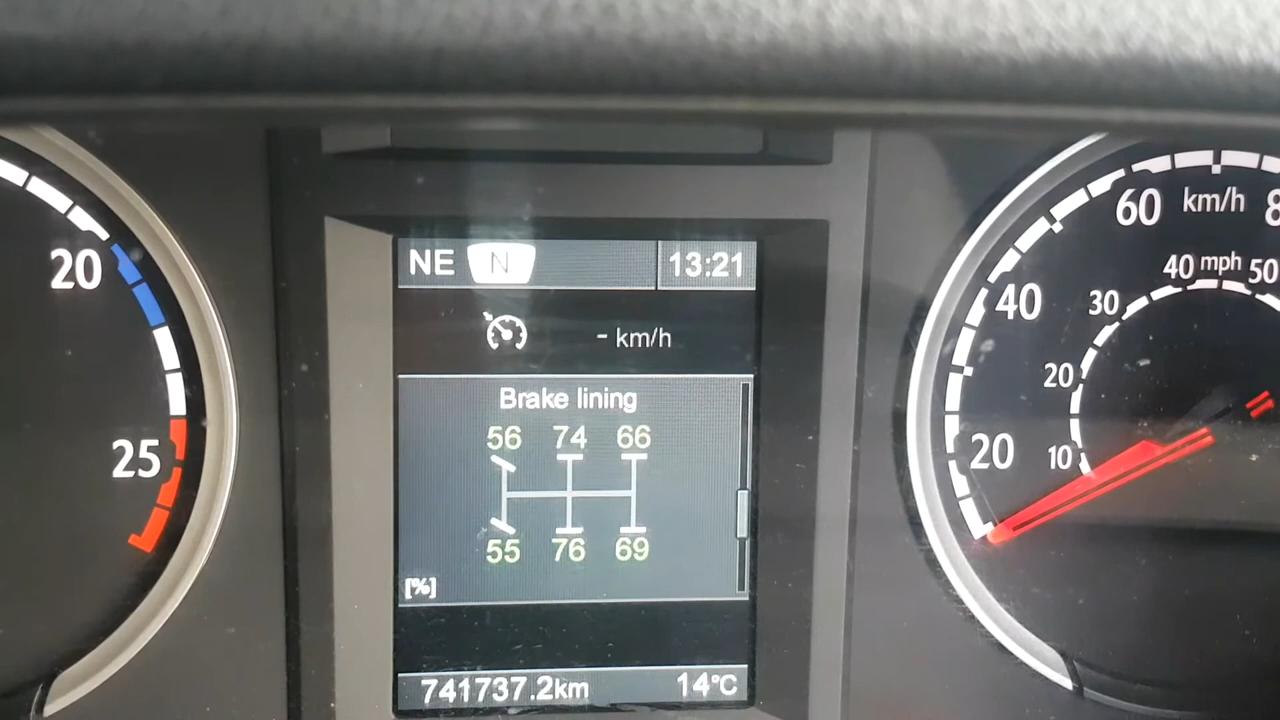 20
25
NE N 13:21
- km/h
Brake lining
56 74 66
55 76 69
[%]
741737.2km 14°C
60 km/h 8
40 mph 50
40
30
20
20
10